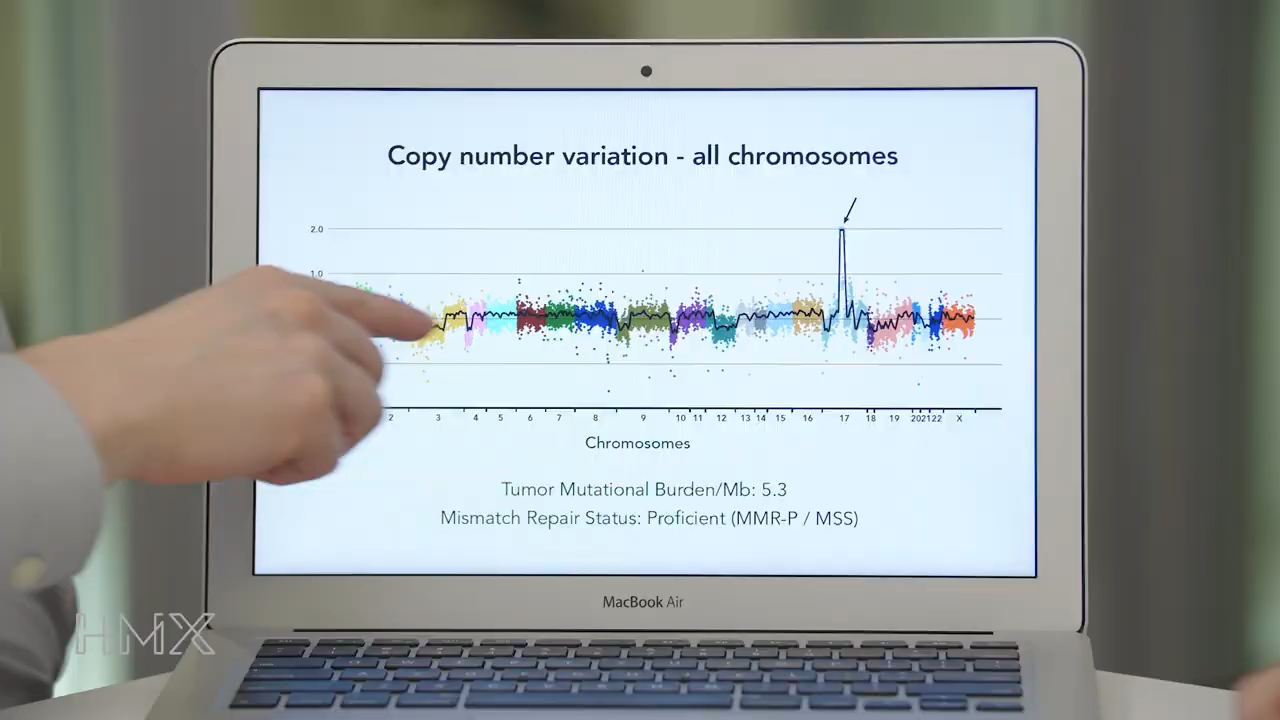 Copy number variation - all chromosomes
2.0
1.0
2 3 4 5 6 7 8 9 10 11 12 13 14 15 16 17 18 19 20 21 22 X
Chromosomes
Tumor Mutational Burden/Mb: 5.3
Mismatch Repair Status: Proficient (MMR-P / MSS)
MacBook Air
HMX